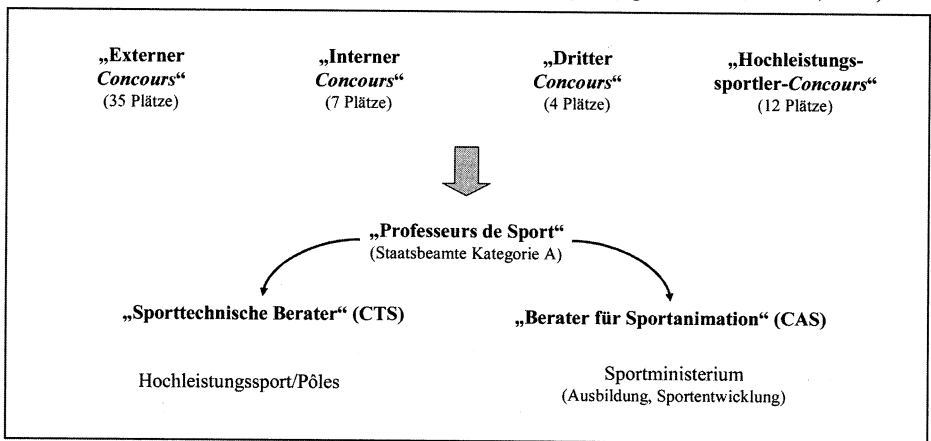 „Externer
Concours“
(35 Plätze)
„Interner
Concours“
(7 Plätze)
„Dritter
Concours“
(4 Plätze)
„Hochleistungs-
sportler-Concours“
(12 Plätze)
„Professeurs de Sport“
(Staatsbeamte Kategorie A)
„Sporttechnische Berater“ (CTS)
„Berater für Sportanimation“ (CAS)
Hochleistungssport/Pôles
Sportministerium
(Ausbildung, Sportentwicklung)